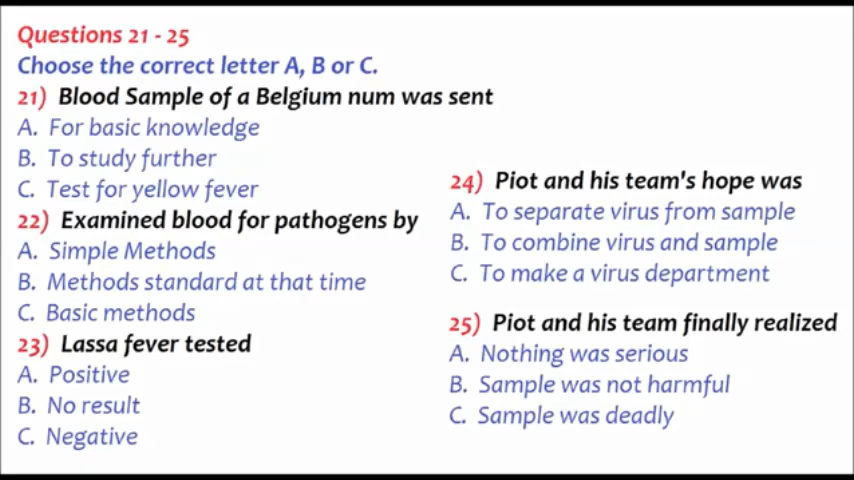 Questions 21 - 25
Choose the correct letter A, B or C.
21) Blood Sample of a Belgium num was sent
A. For basic knowledge
B. To study further
C. Test for yellow fever
22) Examined blood for pathogens by
A. Simple Methods
B. Methods standard at that time
C. Basic methods
23) Lassa fever tested
A. Positive
B. No result
C. Negative
24) Piot and his team's hope was
A. To separate virus from sample
B. To combine virus and sample
C. To make a virus department
25) Piot and his team finally realized
A. Nothing was serious
B. Sample was not harmful
C. Sample was deadly